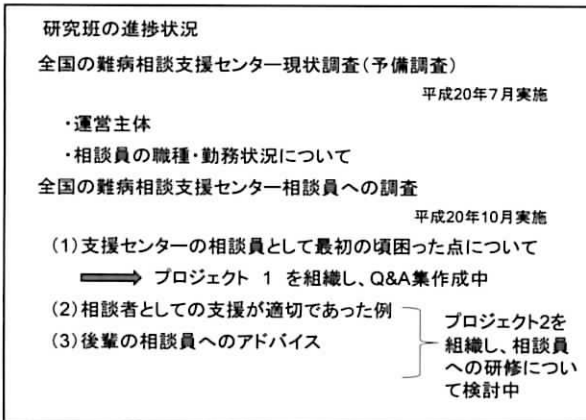 研究班の進捗状況
全国の難病相談支援センター現状調査(予備調査)
平成20年7月実施
・運営主体
・相談員の職種・勤務状況について
全国の難病相談支援センター相談員への調査
平成20年10月実施
(1)支援センターの相談員として最初の頃困った点について
プロジェクト 1 を組織し、Q&A集作成中
(2)相談者としての支援が適切であった例
(3)後輩の相談員へのアドバイス
プロジェクト2を
組織し、相談員
への研修につい
て検討中